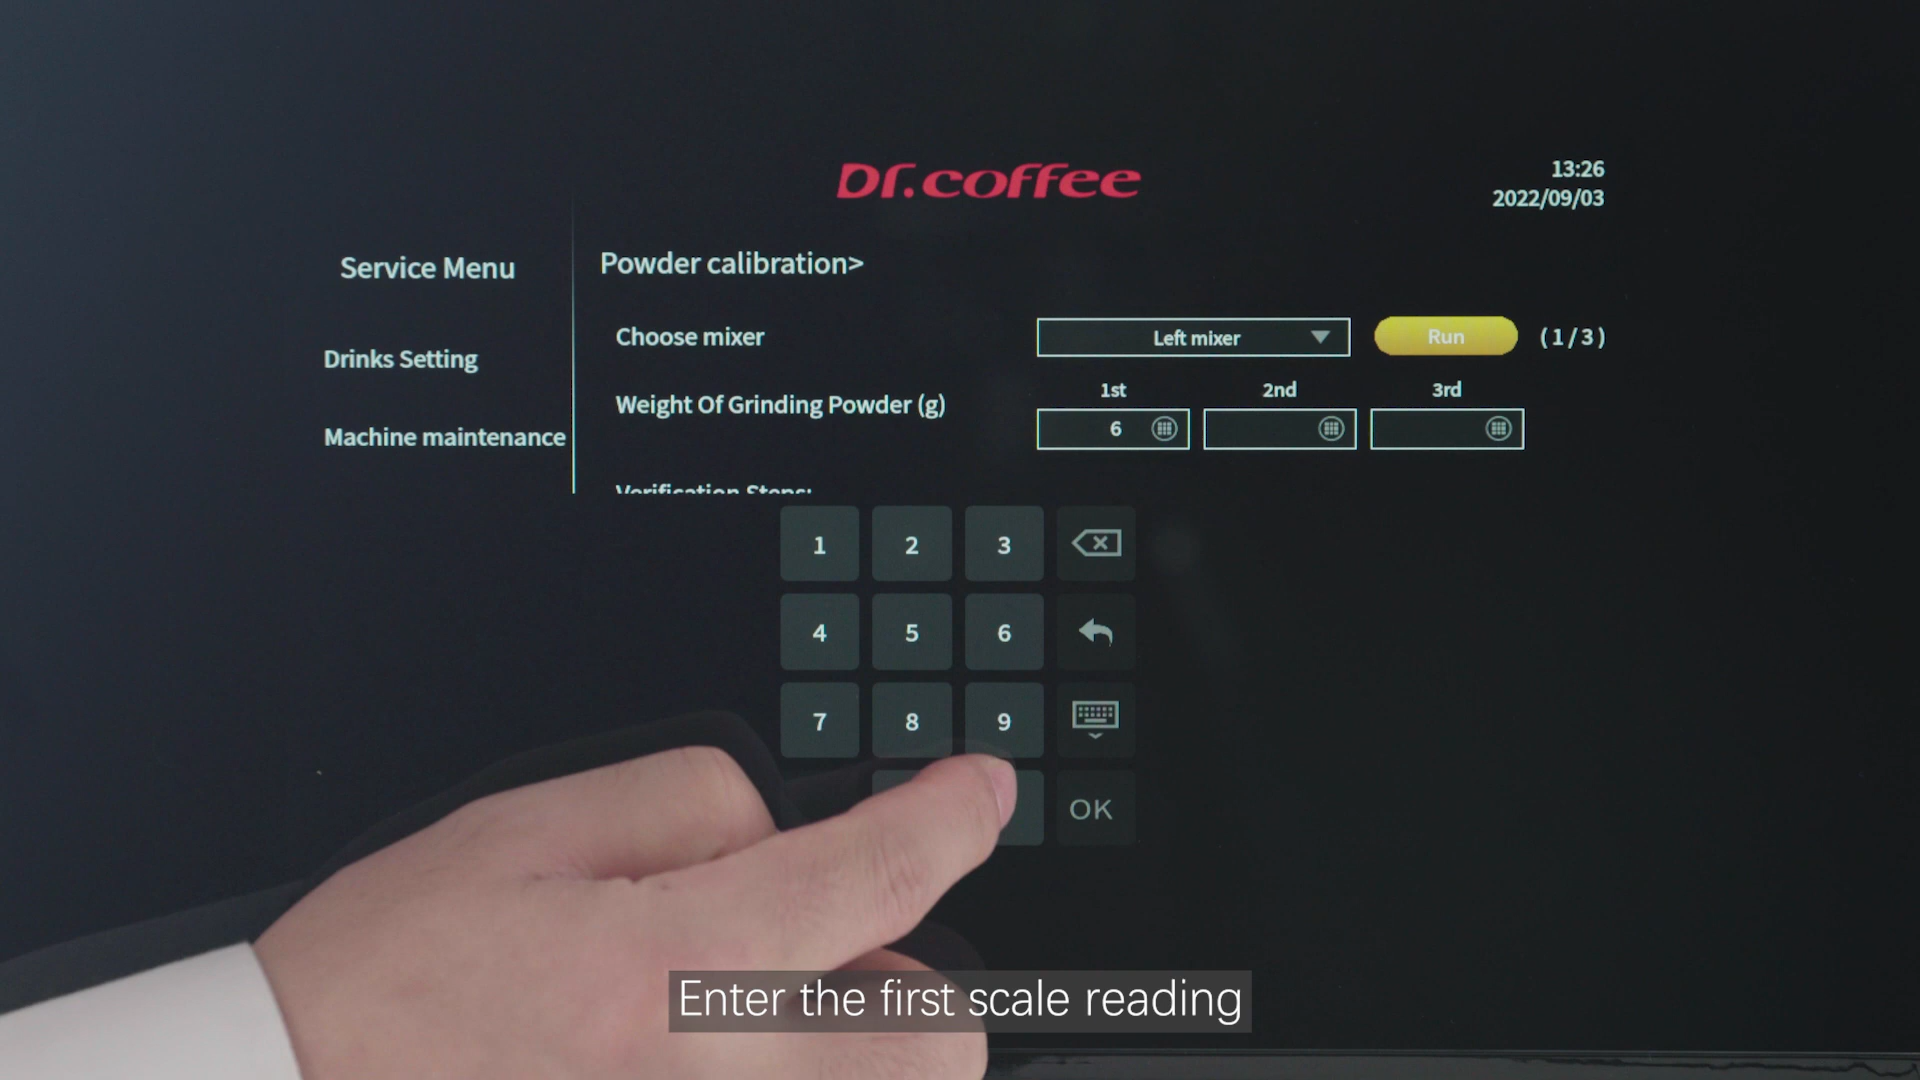 Dr.coffee
13:26
2022/09/03
Service Menu
Drinks Setting
Machine maintenance
Powder calibration>
Choose mixer
Left mixer
Run
(1/3)
Weight Of Grinding Powder (g)
1st
2nd
3rd
6
Verification Steps:
1
2
3
4
5
6
7
8
9
OK
Enter the first scale reading